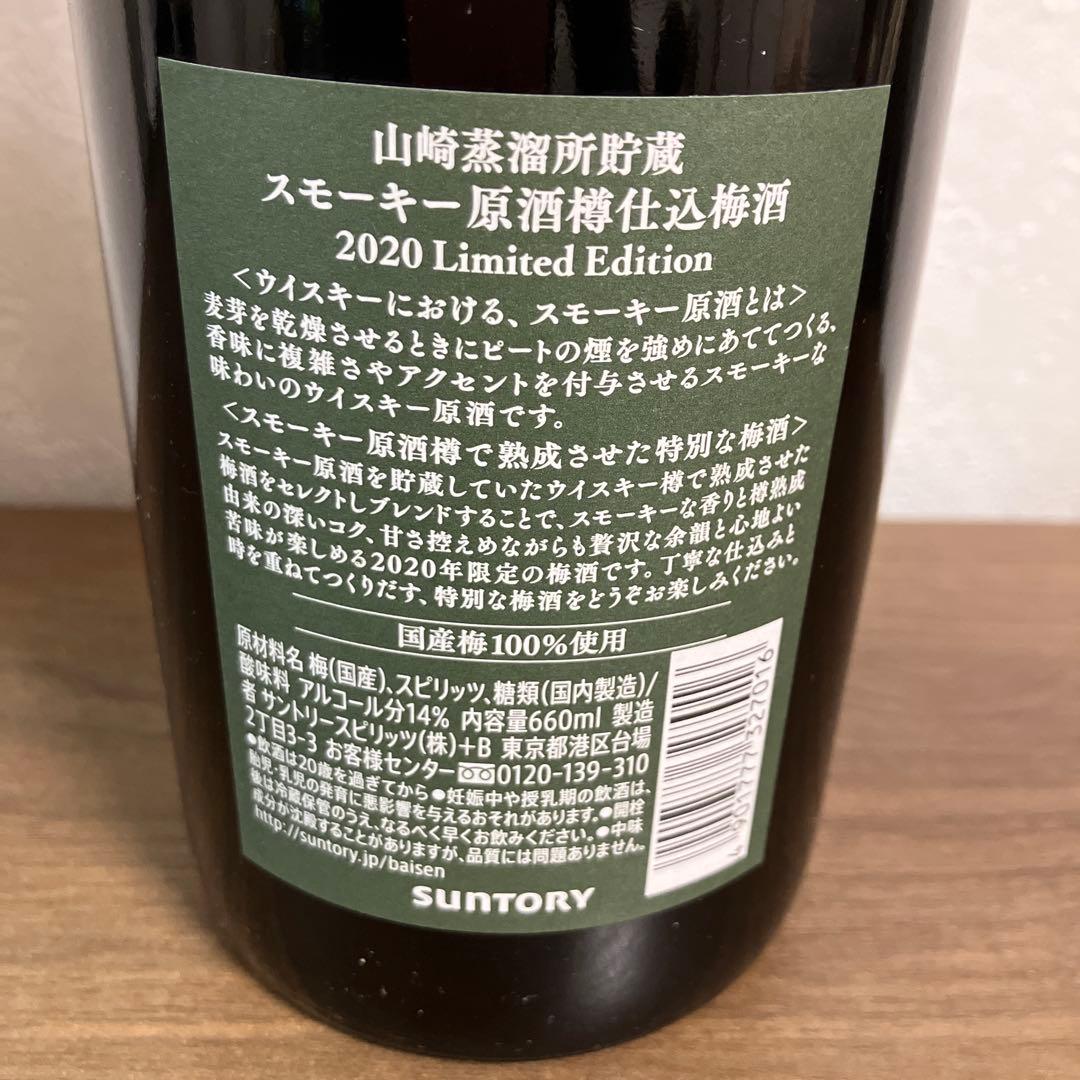 山崎蒸溜所貯蔵
スモーキー原酒樽仕込梅酒
2020 Limited Edition
<ウイスキーにおける、スモーキー原酒とは>
麦芽を乾燥させるときにピートの煙を強めにあててつくる、
香味に複雑さやアクセントを付与させるスモーキーな
味わいのウイスキー原酒です。
<スモーキー原酒樽で熟成させた特別な梅酒>
スモーキー原酒を貯蔵していたウイスキー樽で熟成させた
梅酒をセレクトしブレンドすることで、スモーキーな香りと樽熟成
由来の深いコク、甘さ控えめながらも贅沢な余韻と心地よい
苦味が楽しめる2020年限定の梅酒です。丁寧な仕込みと
時を重ねてつくりだす、特別な梅酒をどうぞお楽しみください。
国産梅100%使用
原材料名 梅(国産)、スピリッツ、糖類(国内製造)/
酸味料 アルコール分14% 内容量660ml 製造
者 サントリースピリッツ(株)+B 東京都港区台場
2丁目3-3 お客様センター 0120-139-310
●飲酒は20歳を過ぎてから●妊娠中や授乳期の飲酒は、
胎児・乳児の発育に悪影響を与えるおそれがあります。●開栓
後は冷蔵保管のうえ、なるべく早くお飲みください。●中味
成分が沈殿することがありますが、品質には問題ありません。
http://suntory.jp/baisen
SUNTORY
4 901777 327016